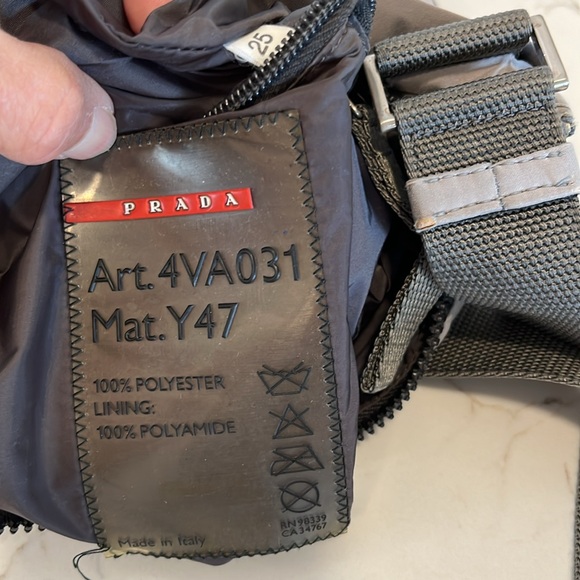 25
PRADA
Art. 4VA031
Mat. Y47
100% POLYESTER
LINING:
100% POLYAMIDE
RN 98339
CA 34767
Made in Italy